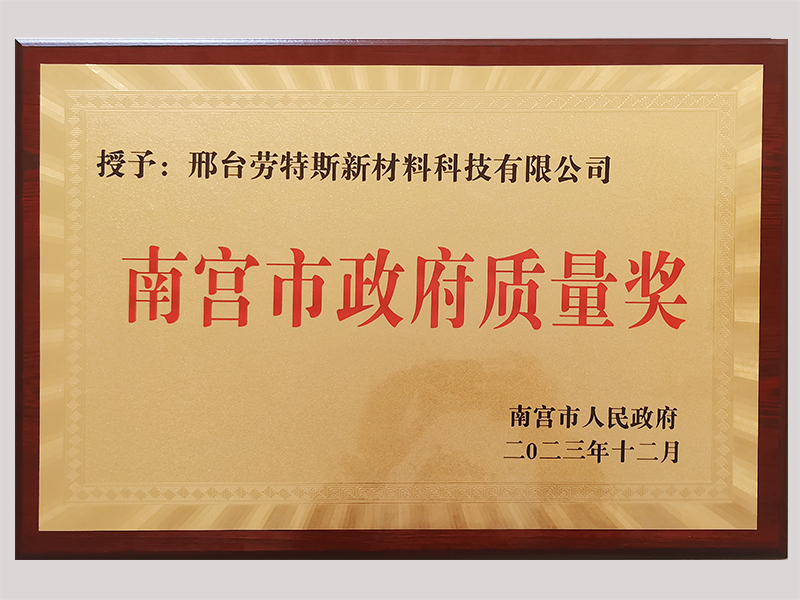 授予：邢台劳特斯新材料科技有限公司
南宫市政府质量奖
南宫市人民政府
二0二三年十二月